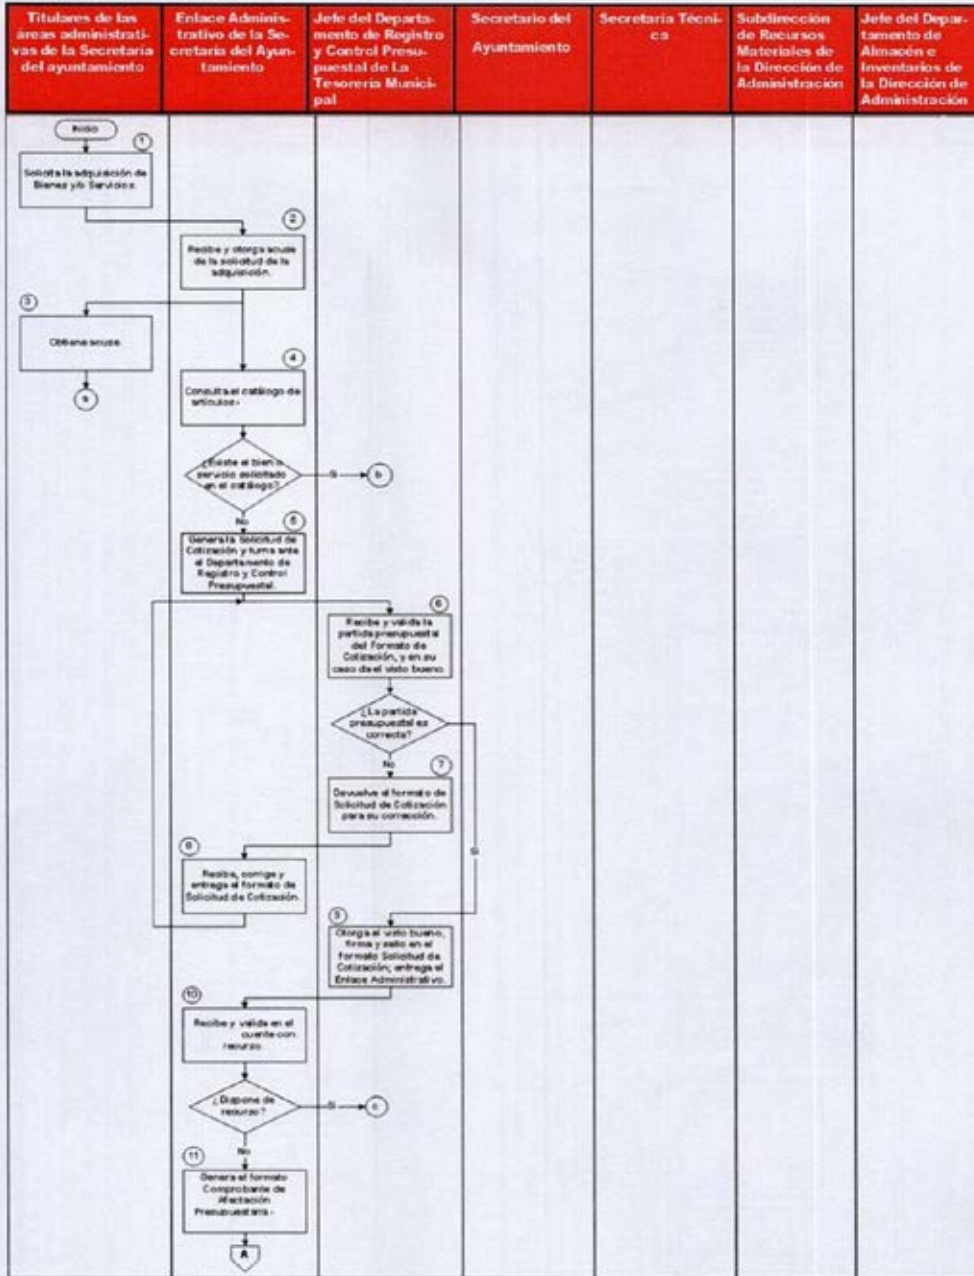 Titulares de las
áreas administrati-
vas de la Secretaría
del ayuntamiento
Enlace Adminis-
trativo de la Se-
cretaría del Ayun-
tamiento
Jefe del Departa-
mento de Registro
y Control Presu-
puestal de La
Tesorería Munici-
pal
Secretario del
Ayuntamiento
Secretaría Técni-
ca
Subdirección
de Recursos
Materiales de
la Dirección de
Administración
Jefe del Depar-
tamento de
Almacén e
Inventarios de
la Dirección de
Administración
Inicio
1
Solicita la adquisición de
Bienes y/o Servicios.
2
Recibe y otorga acuse
de la solicitud de la
adquisición.
3
Obtiene acuse.
a
4
Consulta el catálogo de
artículos.-
¿Existe el bien o
servicio solicitado
en el catálogo?
Si
b
No
5
Genera la Solicitud de
Cotización y turna ante
el Departamento de
Registro y Control
Presupuestal.
6
Recibe y valida la
partida presupuestal
del Formato de
Cotización, y en su
caso da el visto bueno.
¿La partida
presupuestal es
correcta?
No
7
Devuelve el formato de
Solicitud de Cotización
para su corrección.
Si
8
Recibe, corrige y
entrega el formato de
Solicitud de Cotización.
9
Otorga el visto bueno,
firma y sello en el
formato Solicitud de
Cotización; entrega al
Enlace Administrativo.
10
Recibe y valida en el
cuente con
recurso.
¿Dispone de
recurso?
Si
c
No
11
Genera el formato
Comprobante de
Afectación
Presupuestaria.-
A